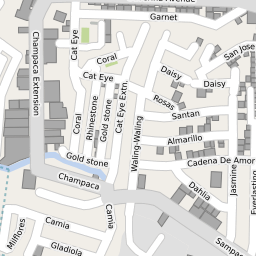 Garnet
Cat Eye
Champaca Extension
San Jose
Coral
Daisy
Cat Eye
Daisy
Rosas
Rhinestone
Gold stone
Cat Eye Extn
Santan
Coral
Waling-Waling
Almarillo
Gold stone
Cadena De Amor
Champaca
Dahlia
Jasmine
Everlasting
Camia
Milflores
Camia
Gladiola